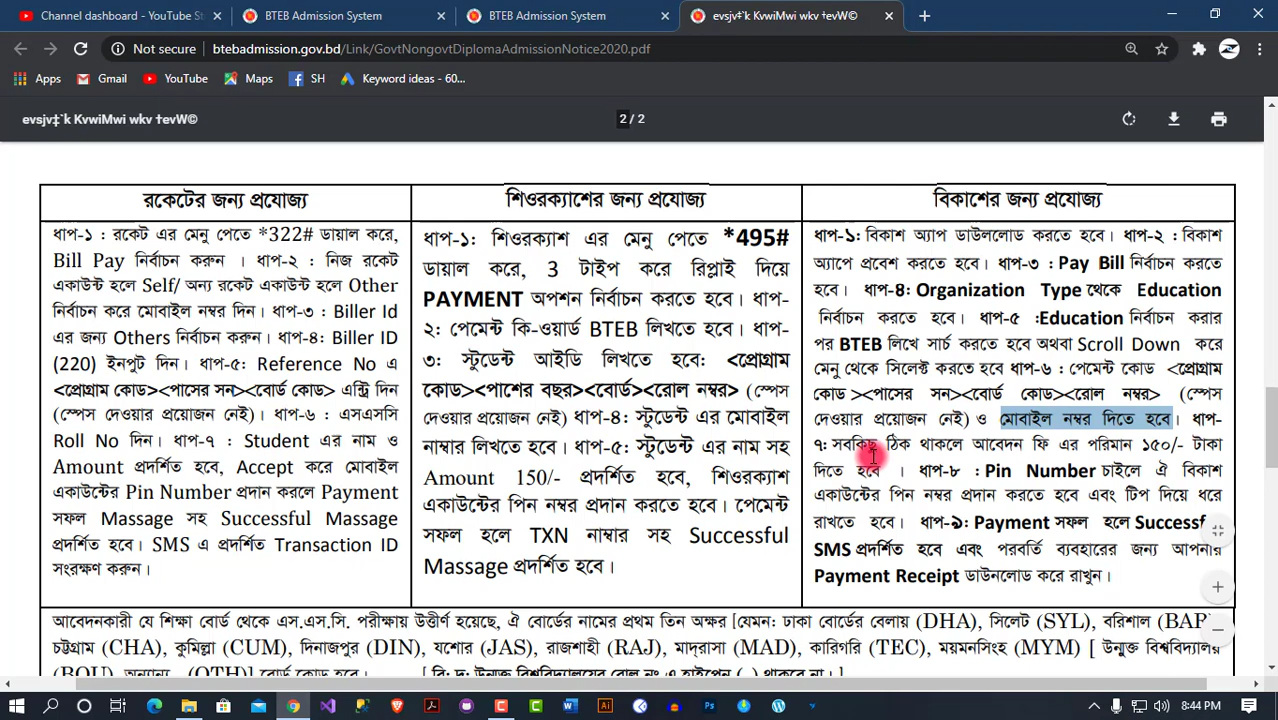 Channel dashboard - YouTube St
BTEB Admission System
BTEB Admission System
evsjv‡`k KvwiMwi wkv †evW©
Not secure
btebadmission.gov.bd/Link/GovtNongovtDiplomaAdmissionNotice2020.pdf
Apps
Gmail
YouTube
Maps
SH
Keyword ideas - 60...
evsjv‡`k KvwiMwi wkv †evW©
2 / 2
রকেটের জন্য প্রযোজ্য
ধাপ-১ : রকেট এর মেনু পেতে *322# ডায়াল করে,
Bill Pay নির্বাচন করুন । ধাপ-২ : নিজ রকেট
একাউন্ট হলে Self/ অন্য রকেট একাউন্ট হলে Other
নির্বাচন করে মোবাইল নম্বর দিন। ধাপ-৩ : Biller Id
এর জন্য Others নির্বাচন করুন। ধাপ-৪: Biller ID
(220) ইনপুট দিন। ধাপ-৫: Reference No এ
<প্রোগ্রাম কোড><পাসের সন><বোর্ড কোড> এন্ট্রি দিন
(স্পেস দেওয়ার প্রয়োজন নেই)। ধাপ-৬ : এসএসসি
Roll No দিন। ধাপ-৭ : Student এর নাম ও
Amount প্রদর্শিত হবে, Accept করে মোবাইল
একাউন্টের Pin Number প্রদান করলে Payment
সফল Massage সহ Successful Massage
প্রদর্শিত হবে। SMS এ প্রদর্শিত Transaction ID
সংরক্ষণ করুন।
শিওরক্যাশের জন্য প্রযোজ্য
ধাপ-১: শিওরক্যাশ এর মেনু পেতে *495#
ডায়াল করে, 3 টাইপ করে রিপ্লাই দিয়ে
PAYMENT অপশন নির্বাচন করতে হবে। ধাপ-
২: পেমেন্ট কি-ওয়ার্ড BTEB লিখতে হবে। ধাপ-
৩: স্টুডেন্ট আইডি লিখতে হবে: <প্রোগ্রাম
কোড><পাশের বছর><বোর্ড><রোল নম্বর> (স্পেস
দেওয়ার প্রয়োজন নেই) ধাপ-৪: স্টুডেন্ট এর মোবাইল
নাম্বার লিখতে হবে। ধাপ-৫: স্টুডেন্ট এর নাম সহ
Amount 150/- প্রদর্শিত হবে, শিওরক্যাশ
একাউন্টের পিন নম্বর প্রদান করতে হবে। পেমেন্ট
সফল হলে TXN নাম্বার সহ Successful
Massage প্রদর্শিত হবে।
বিকাশের জন্য প্রযোজ্য
ধাপ-১: বিকাশ অ্যাপ ডাউললোড করতে হবে। ধাপ-২ : বিকাশ
অ্যাপে প্রবেশ করতে হবে। ধাপ-৩ : Pay Bill নির্বাচন করতে
হবে। ধাপ-৪: Organization Type থেকে Education
নির্বাচন করতে হবে। ধাপ-৫ :Education নির্বাচন করার
পর BTEB লিখে সার্চ করতে হবে অথবা Scroll Down করে
মেনু থেকে সিলেক্ট করতে হবে ধাপ-৬ : পেমেন্ট কোড <প্রোগ্রাম
কোড ><পাসের সন><বোর্ড কোড><রোল নম্বর> (স্পেস
দেওয়ার প্রয়োজন নেই) ও মোবাইল নম্বর দিতে হবে। ধাপ-
৭: সবকিছু ঠিক থাকলে আবেদন ফি এর পরিমান ১৫০/- টাকা
দিতে হবে । ধাপ-৮ : Pin Number চাইলে ঐ বিকাশ
একাউন্টের পিন নম্বর প্রদান করতে হবে এবং টিপ দিয়ে ধরে
রাখতে হবে। ধাপ-৯: Payment সফল হলে Successf
SMS প্রদর্শিত হবে এবং পরবর্তি ব্যবহারের জন্য আপনার
Payment Receipt ডাউনলোড করে রাখুন।
আবেদনকারী যে শিক্ষা বোর্ড থেকে এস.এস.সি. পরীক্ষায় উত্তীর্ণ হয়েছে, ঐ বোর্ডের নামের প্রথম তিন অক্ষর [যেমন: ঢাকা বোর্ডের বেলায় (DHA), সিলেট (SYL), বরিশাল (BAR)
চট্টগ্রাম (CHA), কুমিল্লা (CUM), দিনাজপুর (DIN), যশোর (JAS), রাজশাহী (RAJ), মাদ্রাসা (MAD), কারিগরি (TEC), ময়মনসিংহ (MYM) [ উন্মুক্ত বিশ্ববিদ্যালয়
(BOU), অন্যান্য (OTH)] বোর্ড কোড হবে। [ বি: দ্র: উন্মুক্ত বিশ্ববিদ্যালয়ের রোল নং এ হাইপেন (-) থাকবে না।]
8:44 PM